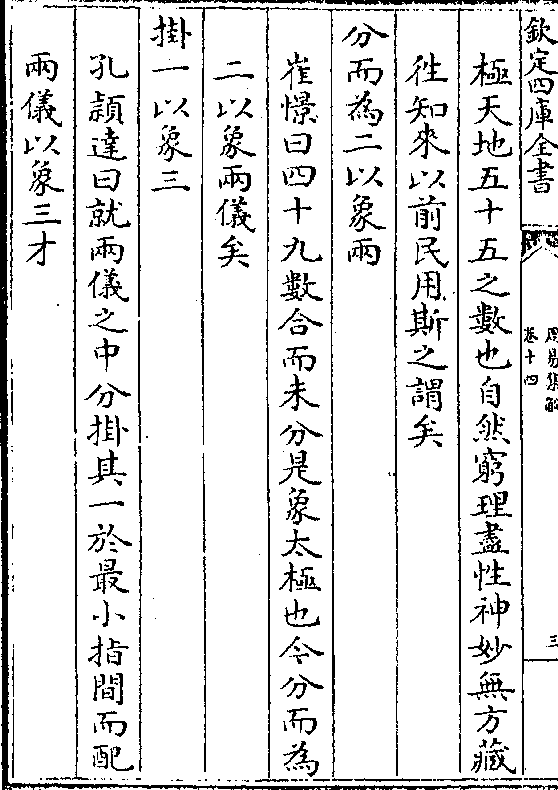 欽定四庫全書
周易集解
卷十四
三
極天地五十五之數也自然窮理盡性神妙無方藏
徃知來以前民用斯之謂矣
分而為二以象兩
崔憬曰四十九數合而未分是象太極也今分而為
二以象兩儀矣
掛一以象三
孔頴達曰就兩儀之中分掛其一於最小指間而配
兩儀以象三才